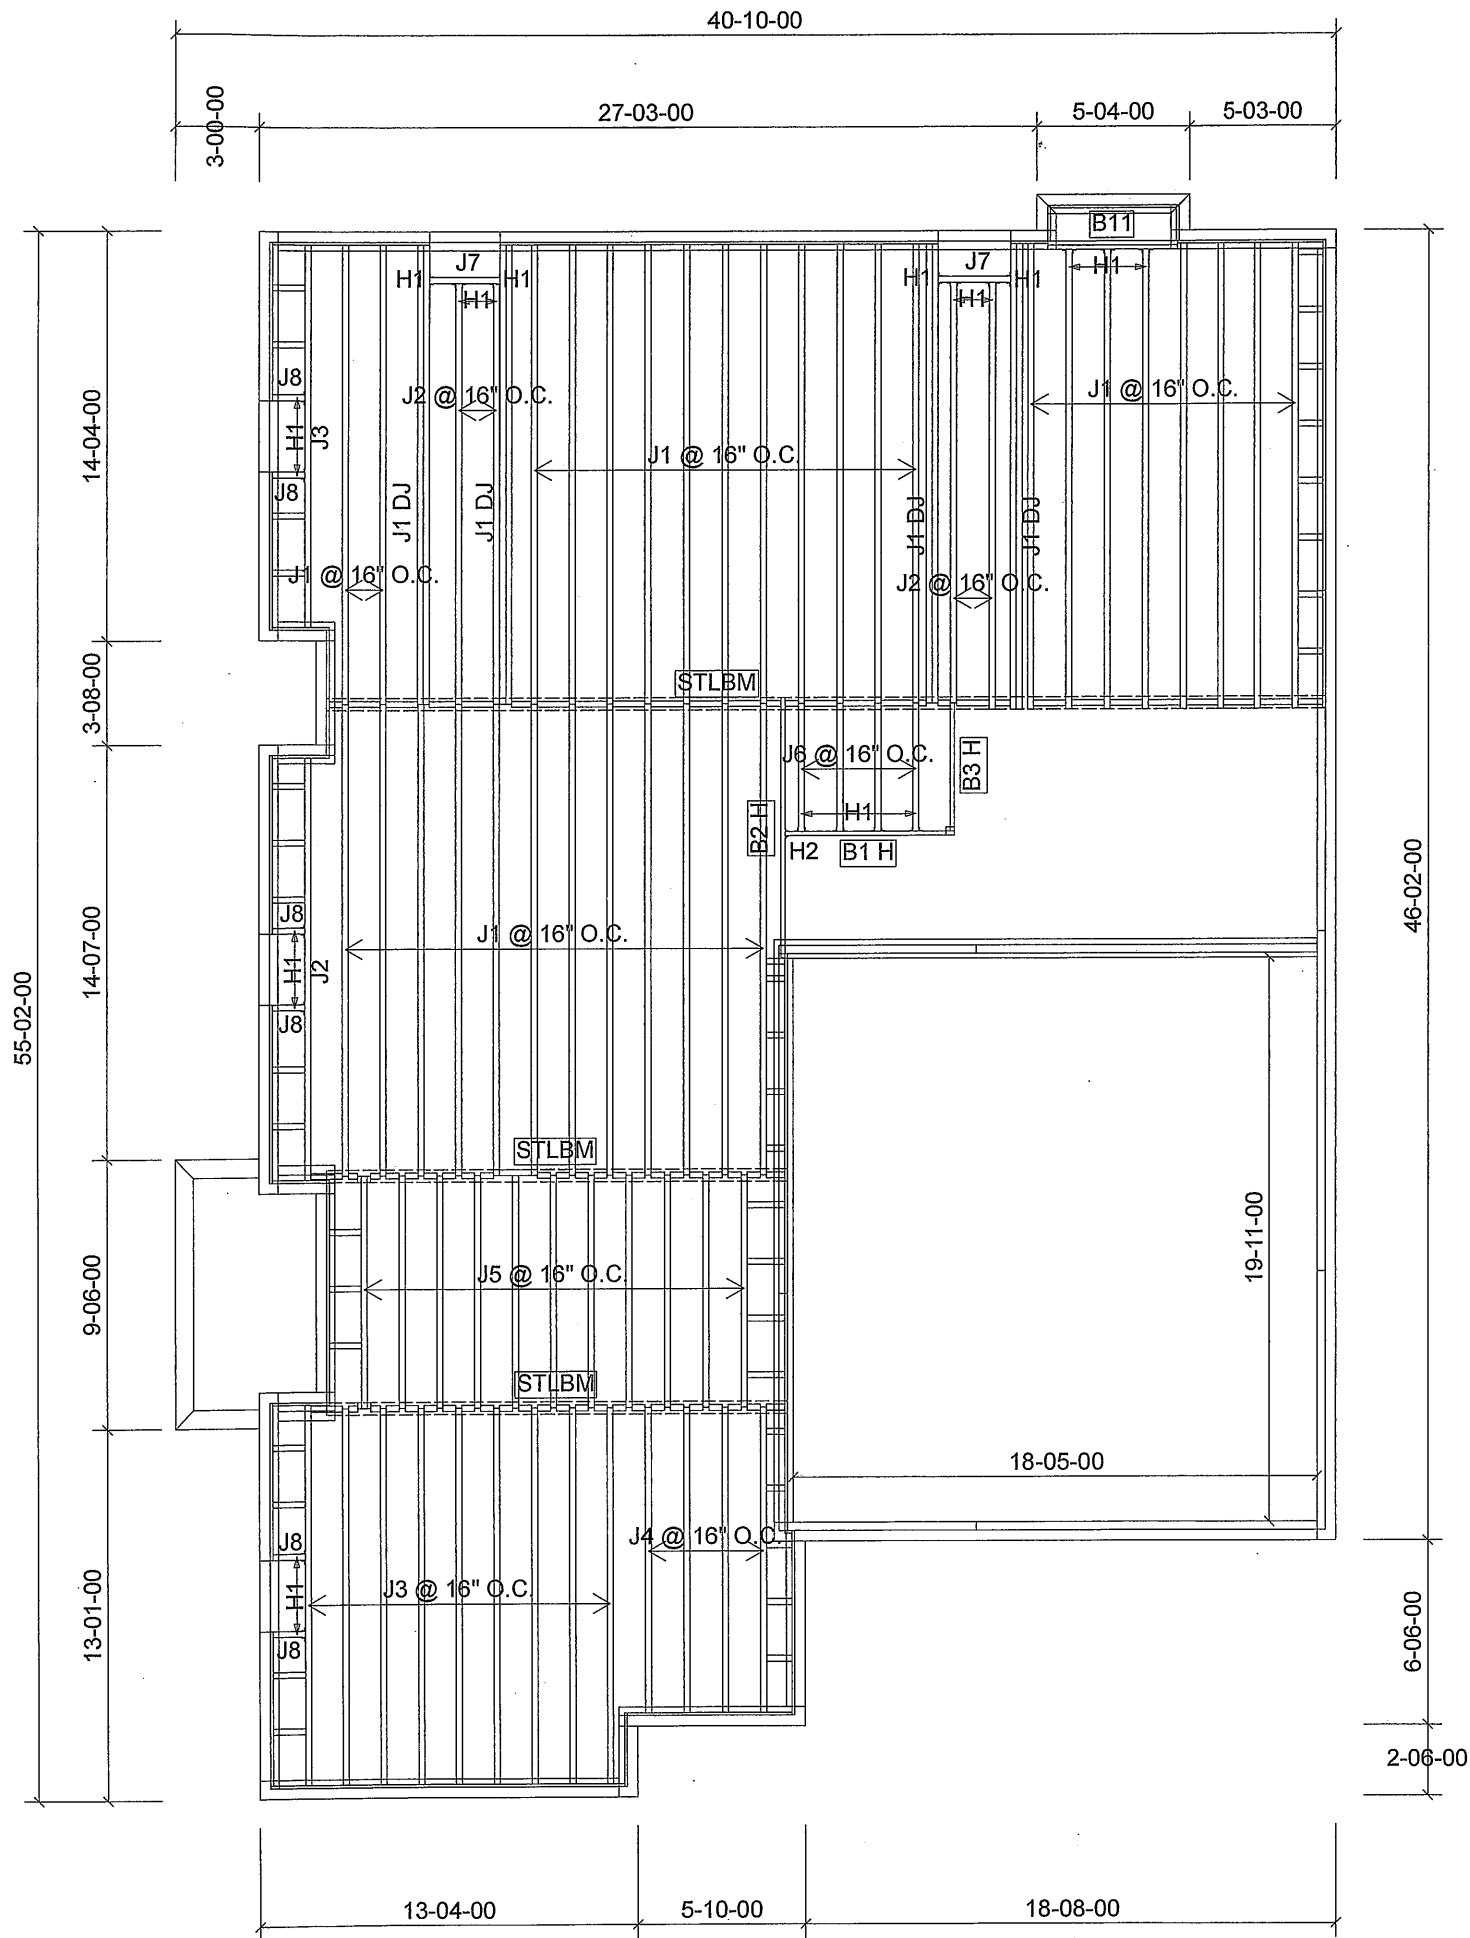 40-10-00
3-00-00
27-03-00
5-04-00
5-03-00
B11
H1
J7
H1
H1
H1
J7
H1
H1
J8
J2 @ 16" O.C.
J1 @ 16" O.C.
H1
J3
14-04-00
J1 @ 16" O.C.
J8
J1 DJ
J1 DJ
J1 DJ
J1 DJ
J1 @ 16" O.C.
J2 @ 16" O.C.
3-08-00
STLBM
J6 @ 16" O.C.
B3 H
H1
B2 H
H2
B1 H
J8
J1 @ 16" O.C.
14-07-00
H1
J2
46-02-00
55-02-00
J8
STLBM
19-11-00
J5 @ 16" O.C.
9-06-00
STLBM
18-05-00
J8
J4 @ 16" O.C.
H1
J3 @ 16" O.C.
13-01-00
J8
6-06-00
2-06-00
13-04-00
5-10-00
18-08-00